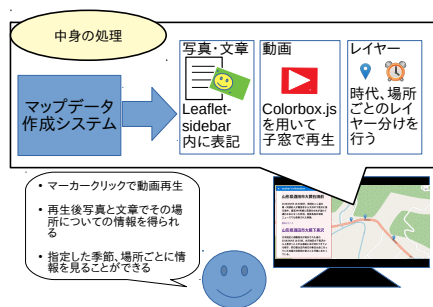 中身の処理
写真・文章
動画
レイヤー
マップデータ
作成システム
Leaflet-
sidebar
内に表記
Colorbox.js
を用いて
子窓で再生
時代、場所
ごとのレイ
ヤー分けを
行う
• マーカークリックで動画再生
• 再生後写真と文章でその場
所についての情報を得られ
る
• 指定した季節、場所ごとに情
報を見ることができる